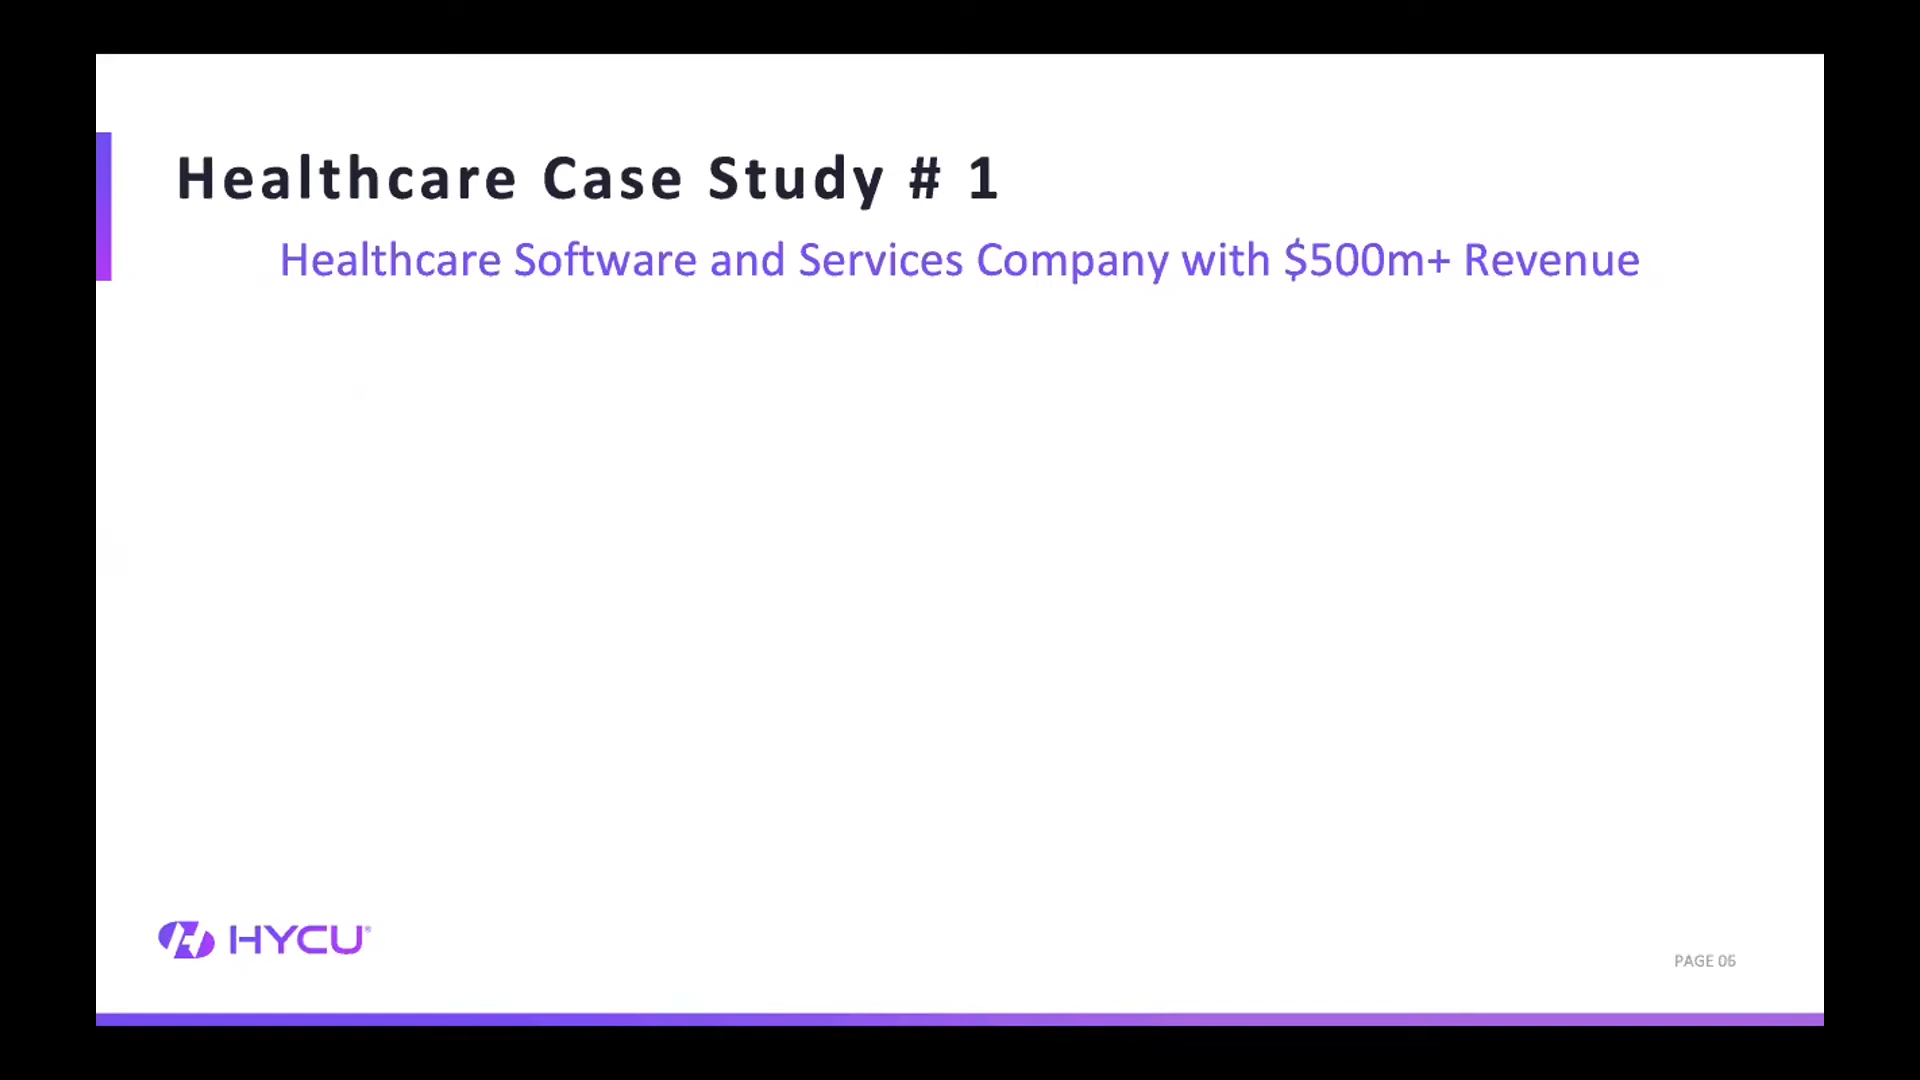 Healthcare Case Study # 1
Healthcare Software and Services Company with $500m+ Revenue
HYCU®
PAGE 06